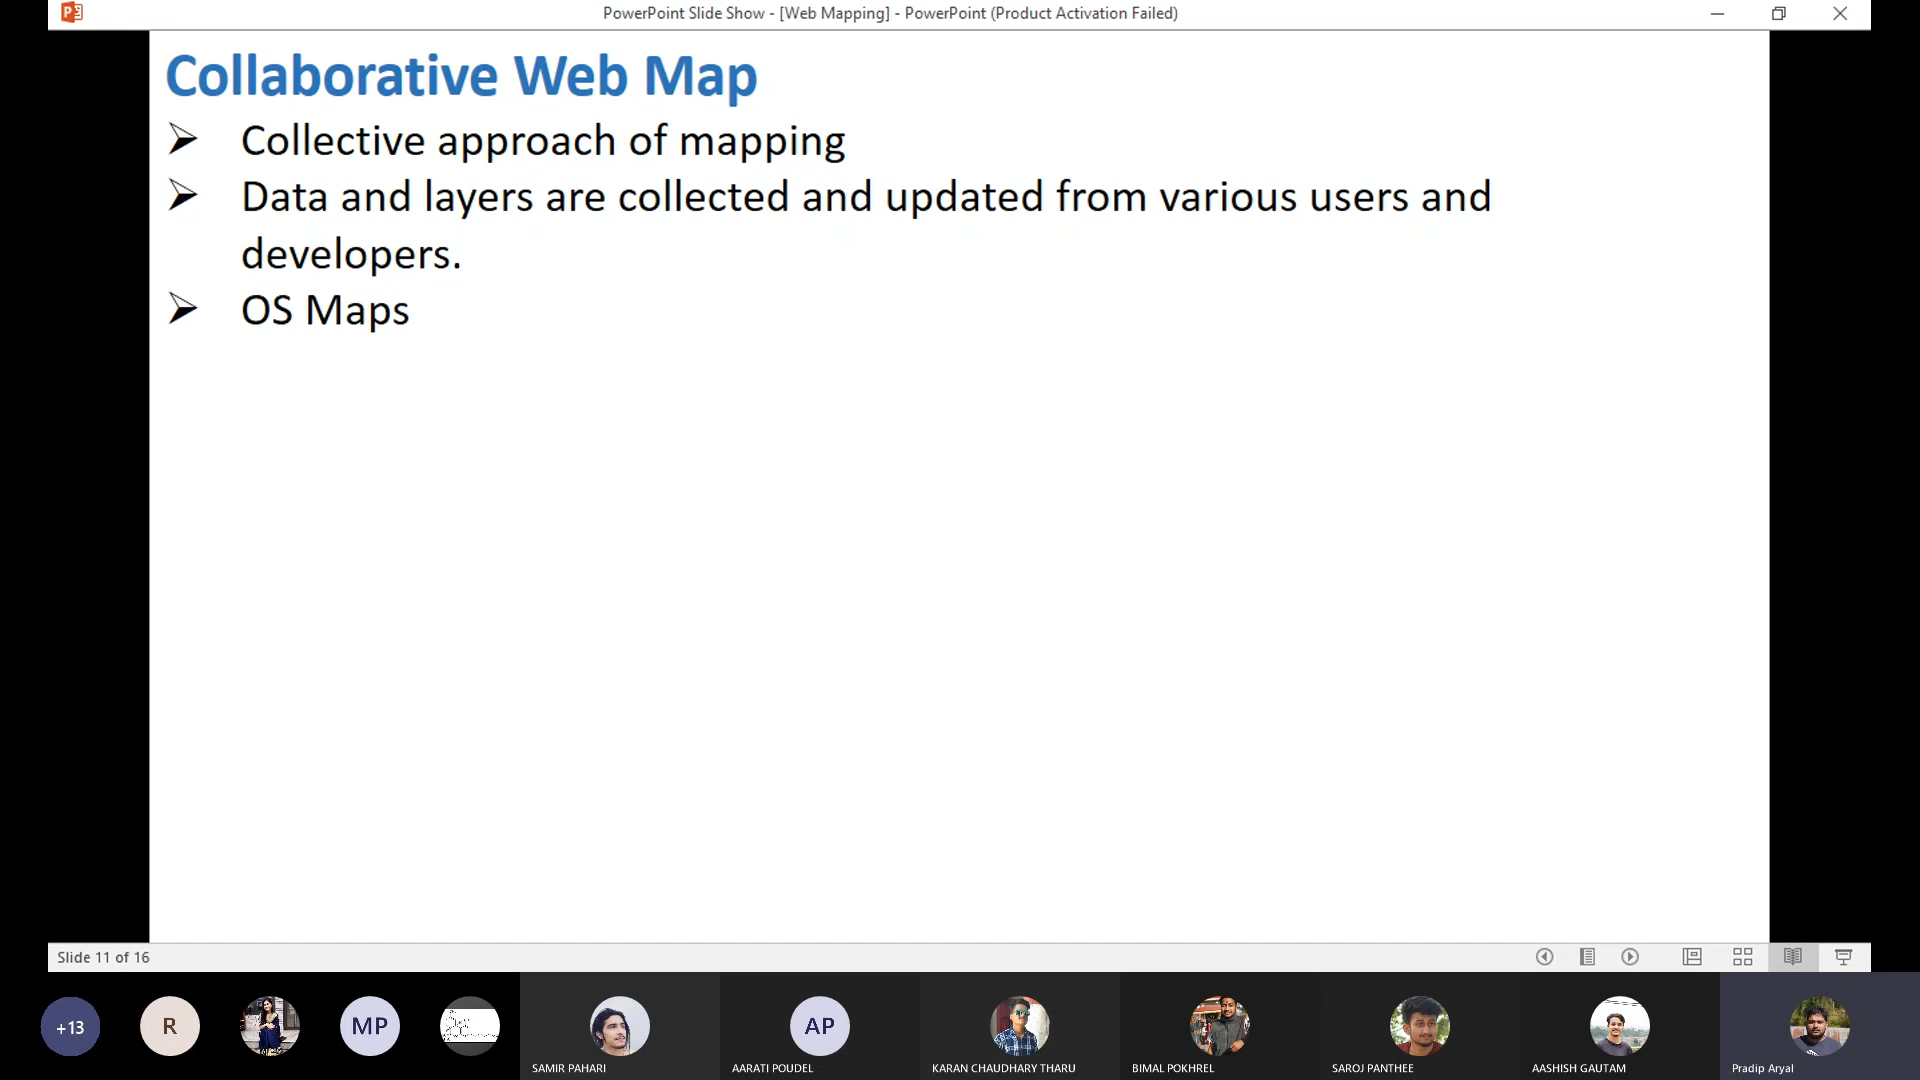 PowerPoint Slide Show - [Web Mapping] - PowerPoint (Product Activation Failed)
Collaborative Web Map
➢ Collective approach of mapping
➢ Data and layers are collected and updated from various users and
developers.
➢ OS Maps
Slide 11 of 16
+13
R
MP
AP
SAMIR PAHARI
AARATI POUDEL
KARAN CHAUDHARY THARU
BIMAL POKHREL
SAROJ PANTHEE
AASHISH GAUTAM
Pradip Aryal